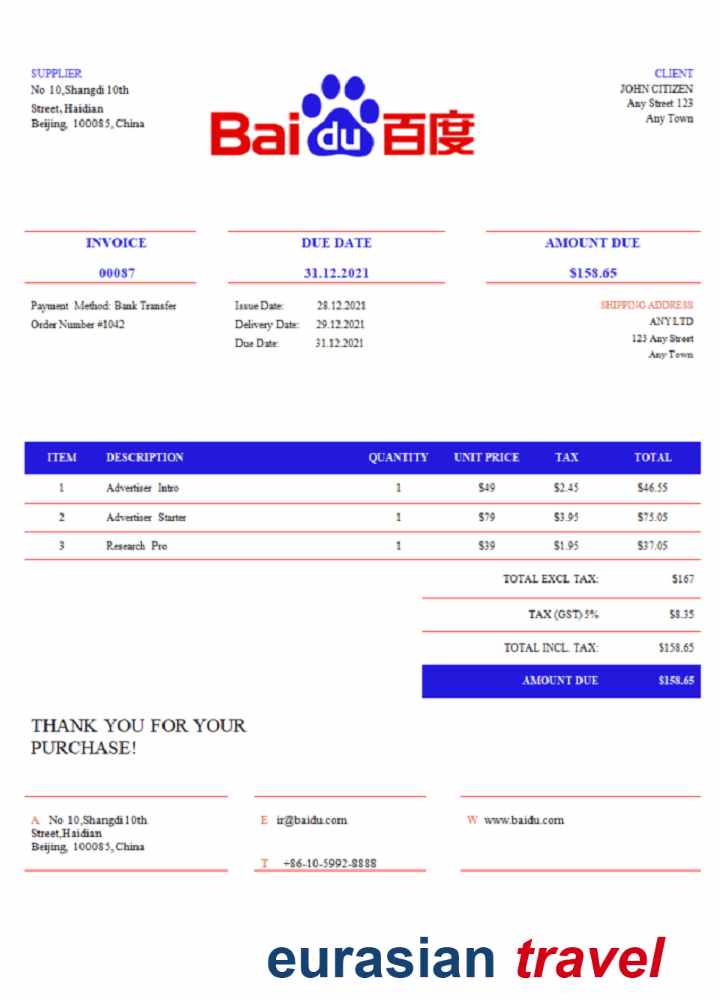 SUPPLIER
No 10,Shangdi 10th
Street, Haidian
Beijing, 100085, China
Baidu百度
CLIENT
JOHN CITIZEN
Any Street 123
Any Town
INVOICE
00087
DUE DATE
31.12.2021
AMOUNT DUE
$158.65
Payment Method: Bank Transfer
Order Number #1042
Issue Date: 28.12.2021
Delivery Date: 29.12.2021
Due Date: 31.12.2021
SHIPPING ADDRESS
ANY LTD
123 Any Street
Any Town
ITEM DESCRIPTION QUANTITY UNIT PRICE TAX TOTAL
1 Advertiser Intro 1 $49 $2.45 $46.55
2 Advertiser Starter 1 $79 $3.95 $75.05
3 Research Pro 1 $39 $1.95 $37.05
TOTAL EXCL TAX: $167
TAX (GST) 5% $8.35
TOTAL INCL. TAX: $158.65
AMOUNT DUE $158.65
THANK YOU FOR YOUR
PURCHASE!
A No 10,Shangdi 10th
Street,Haidian
Beijing, 100085, China
E ir@baidu.com
T +86-10-5992-8888
W www.baidu.com
eurasian travel